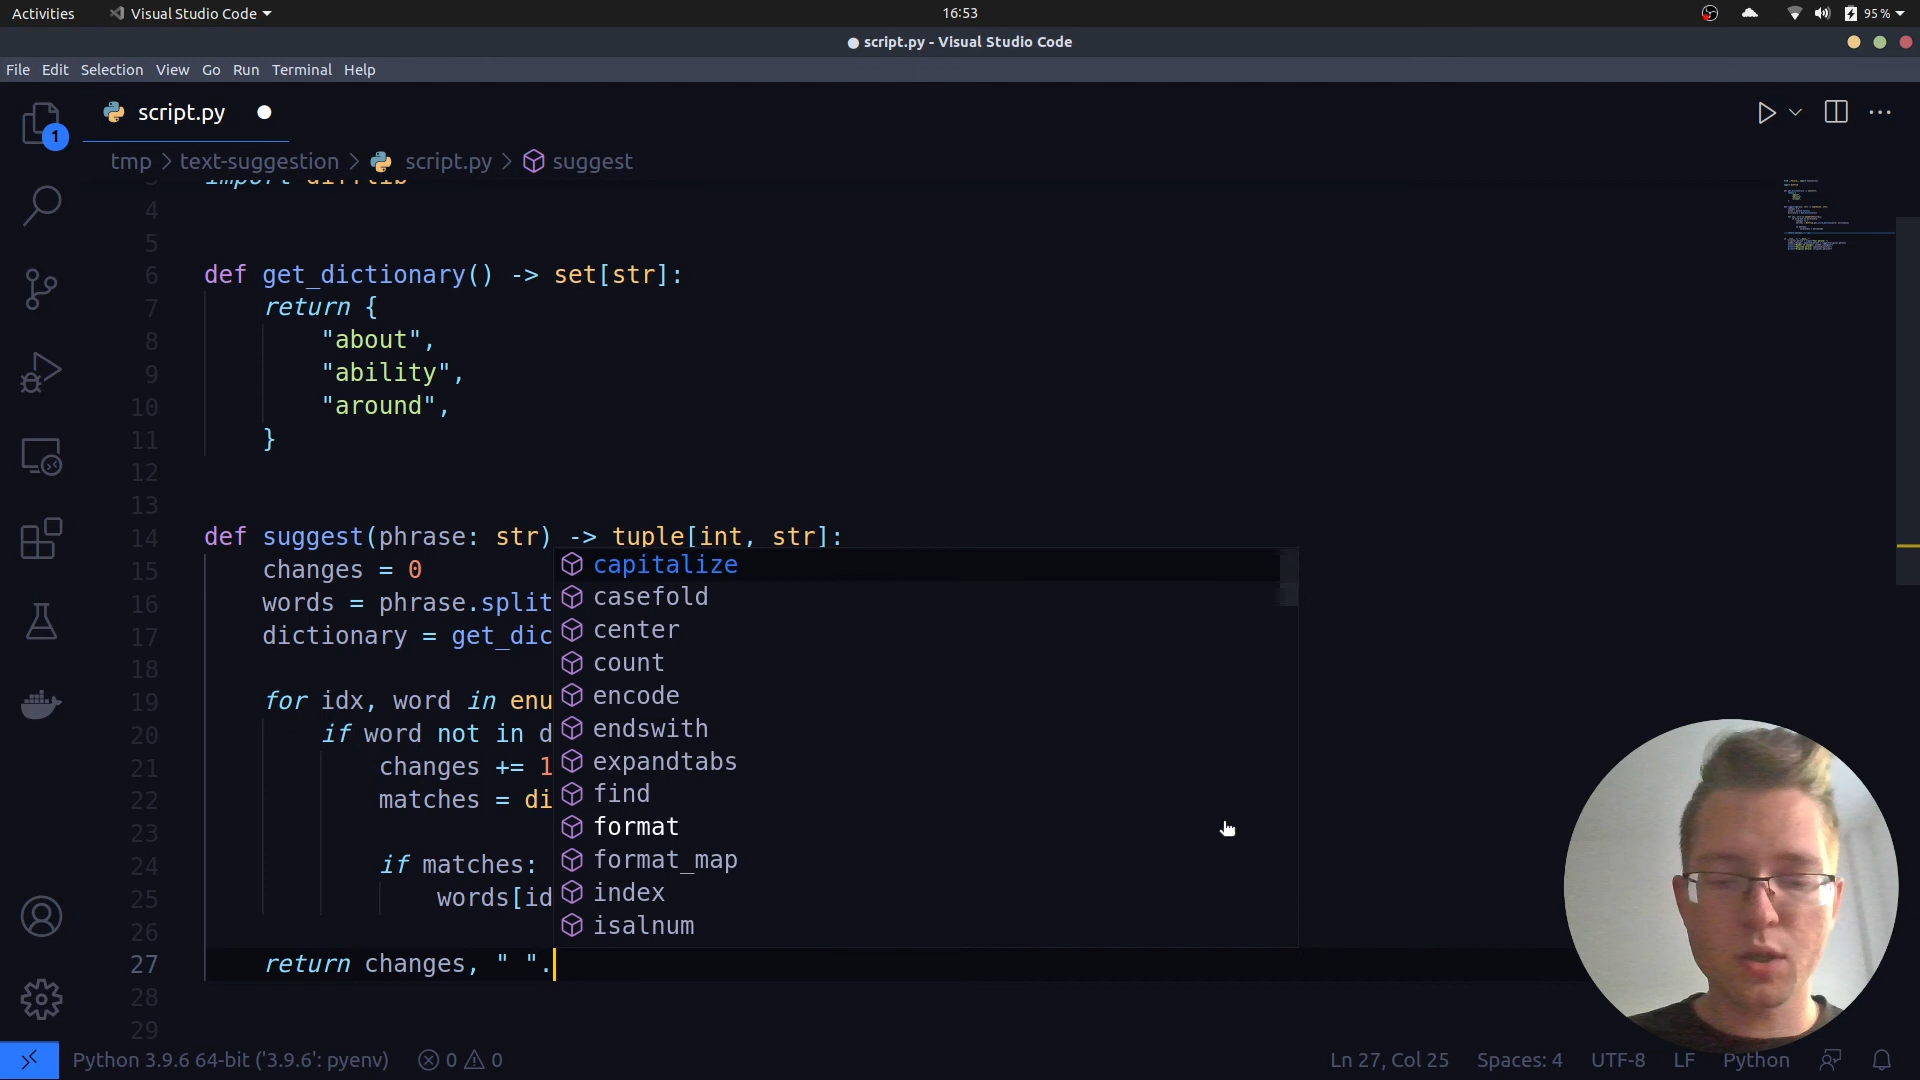 Activities Visual Studio Code 16:53 95 %
● script.py - Visual Studio Code
File Edit Selection View Go Run Terminal Help
1 script.py
tmp > text-suggestion > script.py > suggest
3 import difflib
4
5
6 def get_dictionary() -> set[str]:
7 return {
8 "about",
9 "ability",
10 "around",
11 }
12
13
14 def suggest(phrase: str) -> tuple[int, str]:
15 changes = 0
16 words = phrase.split
17 dictionary = get_dic
18
19 for idx, word in enu
20 if word not in d
21 changes += 1
22 matches = di
23
24 if matches:
25 words[id
26
27 return changes, " ".
28
29
capitalize
casefold
center
count
encode
endswith
expandtabs
find
format
format_map
index
isalnum
Python 3.9.6 64-bit ('3.9.6': pyenv) 0 0 Ln 27, Col 25 Spaces: 4 UTF-8 LF Python